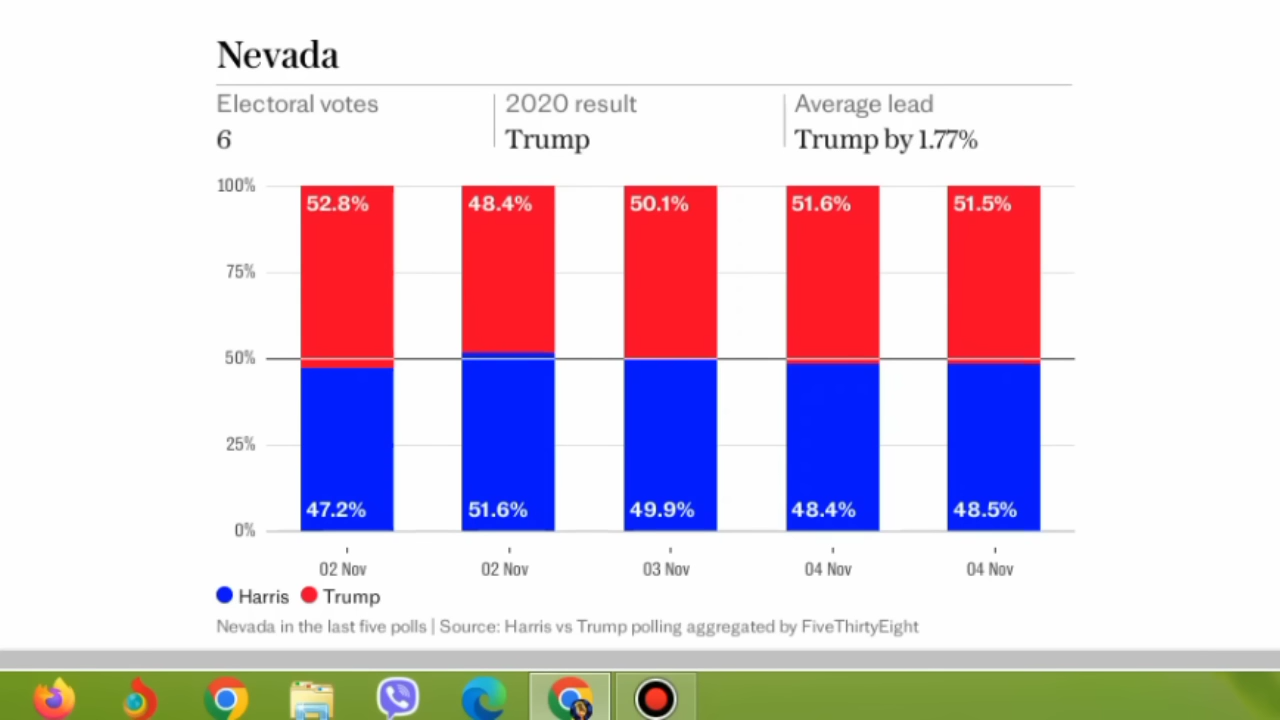 Nevada
Electoral votes
2020 result
Average lead
6
Trump
Trump by 1.77%
100%
52.8%
48.4%
50.1%
51.6%
51.5%
75%
50%
25%
47.2%
51.6%
49.9%
48.4%
48.5%
0%
02 Nov
02 Nov
03 Nov
04 Nov
04 Nov
Harris
Trump
Nevada in the last five polls | Source: Harris vs Trump polling aggregated by FiveThirtyEight